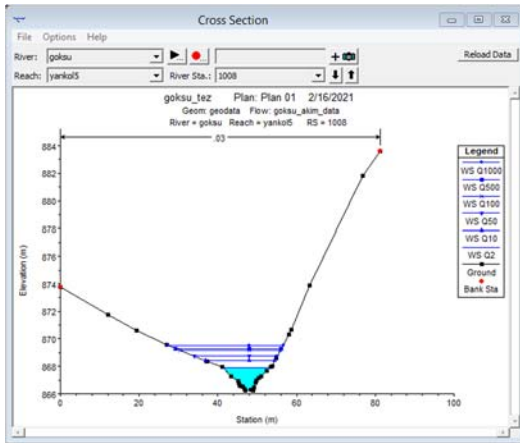 Cross Section
File Options Help
River: goksu
Reload Data
Reach: yankol5 River Sta.: 1008
goksu_tez Plan: Plan 01 2/16/2021
Geom: geodata Flow: goksu_akim_data
River = goksu Reach = yankol5 RS = 1008
.03
Legend
WS Q1000
WS Q500
WS Q100
WS Q50
WS Q10
WS Q2
Ground
Bank Sta
Elevation (m)
884
882
880
878
876
874
872
870
868
866
0 20 40 60 80 100
Station (m)